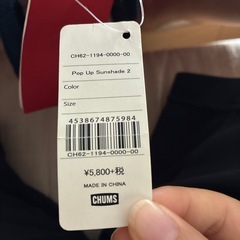 CH62-1194-0000-00
Pop Up Sunshade 2
Color
Size
4538674875984
CH62-1194-0000-00
¥5,800+税
MADE IN CHINA
CHUMS